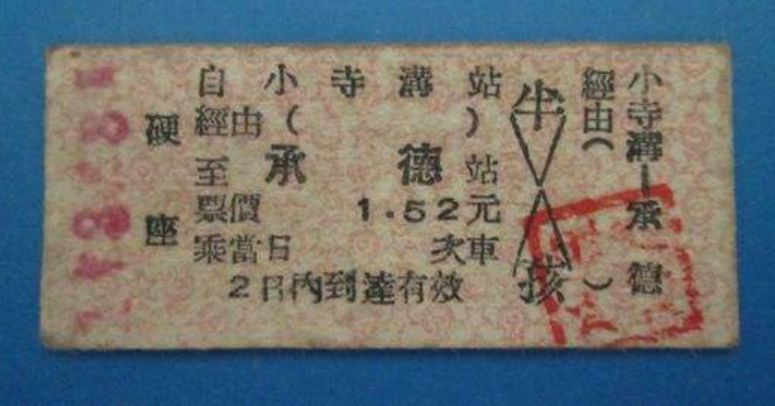 硬座
自小寺溝站
經由( )
至承德站
票價 1.52元
乘當日 次車
2日內到達有效
半
孩
經由( )
小寺溝—承德